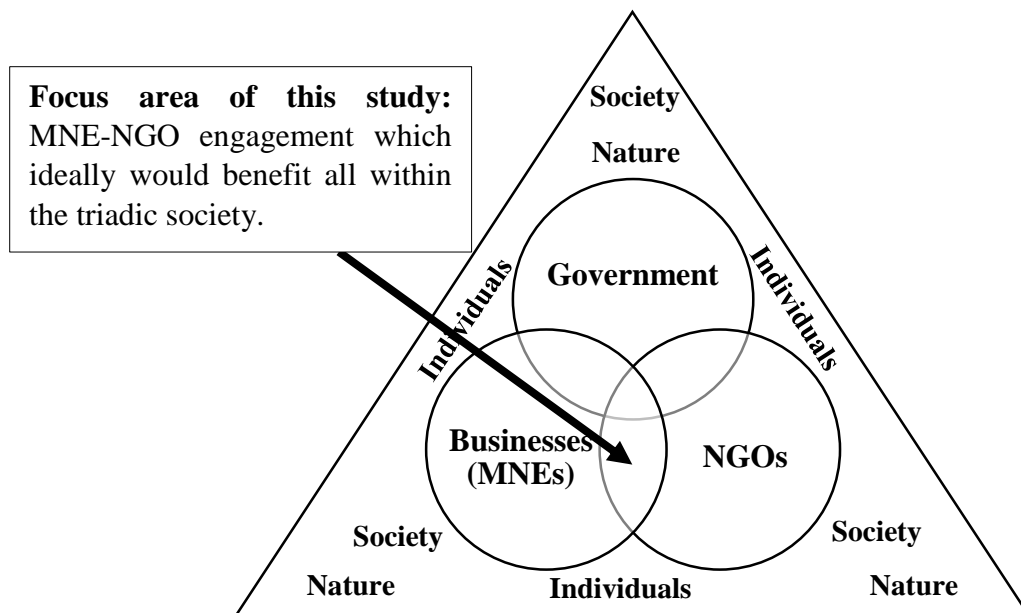 Focus area of this study:
MNE-NGO engagement which
ideally would benefit all within
the triadic society.
Society
Nature
Government
Individuals
Individuals
Businesses
(MNEs)
NGOs
Society
Society
Nature
Individuals
Nature